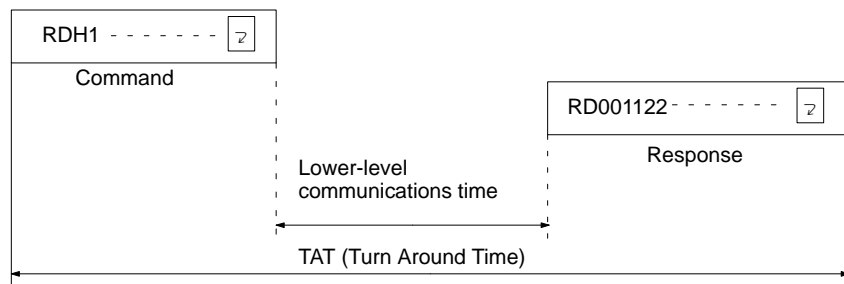 RDH1 - - - - - - -
Command
RD001122 - - - - - - -
Response
Lower-level
communications time
TAT (Turn Around Time)